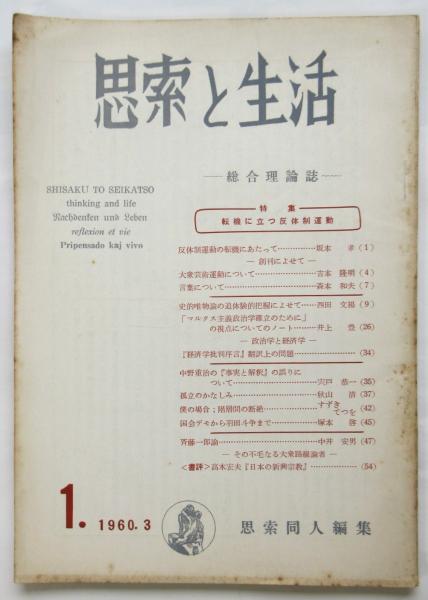 思索と生活
―総合理論誌―
SHISAKU TO SEIKATSO
thinking and life
Nachdenken und Leben
reflexion et vie
Pripensado kaj vivo
特集
転機に立つ反体制運動
反体制運動の転機にあたって……………坂本 孝(1)
― 創刊によせて ―
大衆芸術運動について……………吉本 隆明(4)
言葉について……………森本 和夫(7)
史的唯物論の追体験的把握によせて……四田 文揚(9)
「マルクス主義政治学確立のために」
の視点についてのノート………井上 豊(26)
― 政治学と経済学 ―
『経済学批判序言』翻訳上の問題……………(34)
中野重治の『事実と解釈』の誤りに
ついて……………宍戸 恭一(35)
孤立のかなしみ……………秋山 清(37)
僕の場合;階層間の断絶……………すずき てつを(42)
国会デモから羽田斗争まで……………塚本 啓(45)
斉藤一郎論……………中井 安男(47)
― その不毛なる大衆路線論者 ―
<書評>高木宏夫『日本の新興宗教』……………(54)
1. 1960.3
思索同人編集